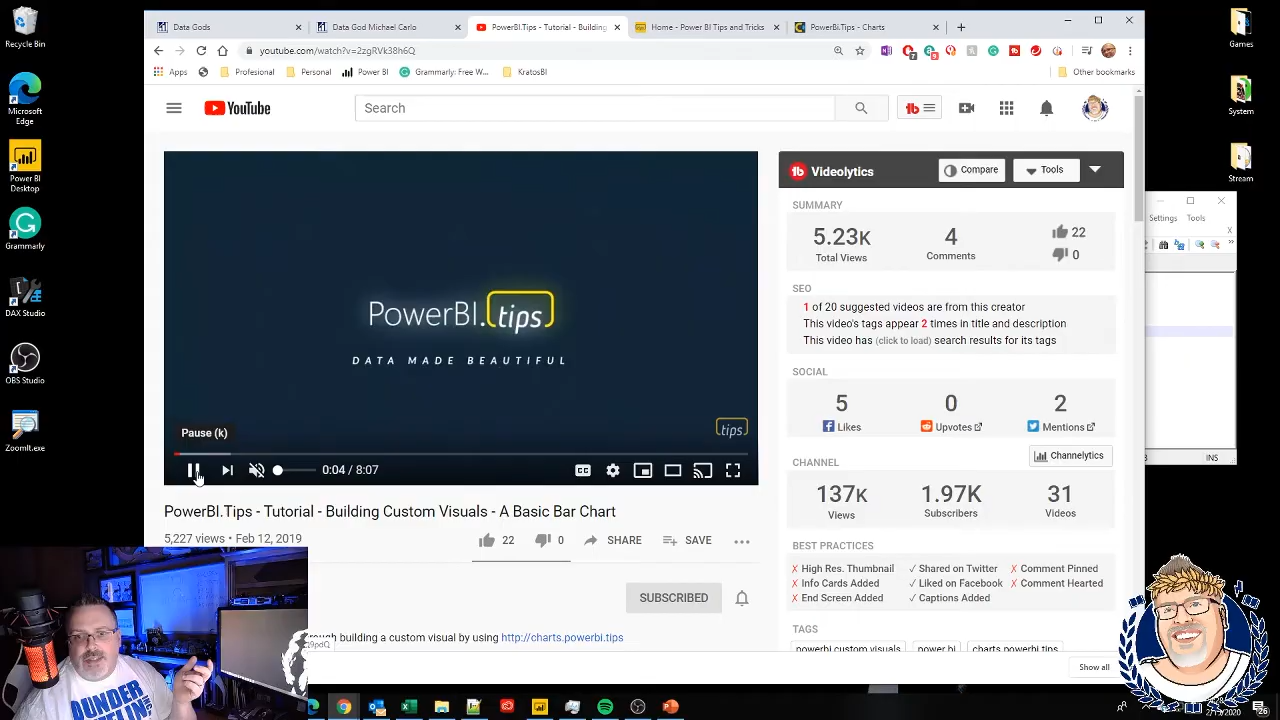 Recycle Bin
Microsoft Edge
Power BI Desktop
Grammarly
DAX Studio
OBS Studio
ZoomIt.exe
Games
System
Stream
Data Gods
Data God Michael Carlo
PowerBI.Tips - Tutorial - Building
Home - Power BI Tips and Tricks
PowerBI.Tips - Charts
youtube.com/watch?v=2zgRVk38h6Q
Apps
Profesional
Personal
Power BI
Grammarly: Free W...
KratosBI
Other bookmarks
YouTube
Search
PowerBI.tips
DATA MADE BEAUTIFUL
tips
Pause (k)
0:04 / 8:07
PowerBI.Tips - Tutorial - Building Custom Visuals - A Basic Bar Chart
5,227 views • Feb 12, 2019
22
0
SHARE
SAVE
SUBSCRIBED
rough building a custom visual by using http://charts.powerbi.tips
Videolytics
Compare
Tools
SUMMARY
5.23K
Total Views
4
Comments
22
0
SEO
1 of 20 suggested videos are from this creator
This video's tags appear 2 times in title and description
This video has (click to load) search results for its tags
SOCIAL
5
Likes
0
Upvotes
2
Mentions
CHANNEL
Channelytics
137K
Views
1.97K
Subscribers
31
Videos
BEST PRACTICES
✗ High Res. Thumbnail ✓ Shared on Twitter ✗ Comment Pinned
✗ Info Cards Added ✓ Liked on Facebook ✗ Comment Hearted
✗ End Screen Added ✓ Captions Added
TAGS
powerbi custom visuals
power bi
charts powerbi tips
Show all
Settings Tools
INS